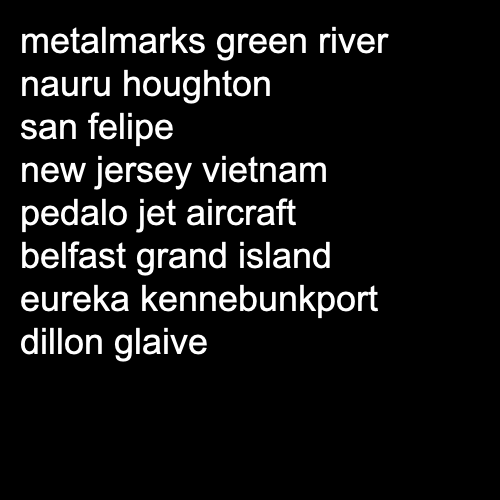 metalmarks green river
nauru houghton
san felipe
new jersey vietnam
pedalo jet aircraft
belfast grand island
eureka kennebunkport
dillon glaive